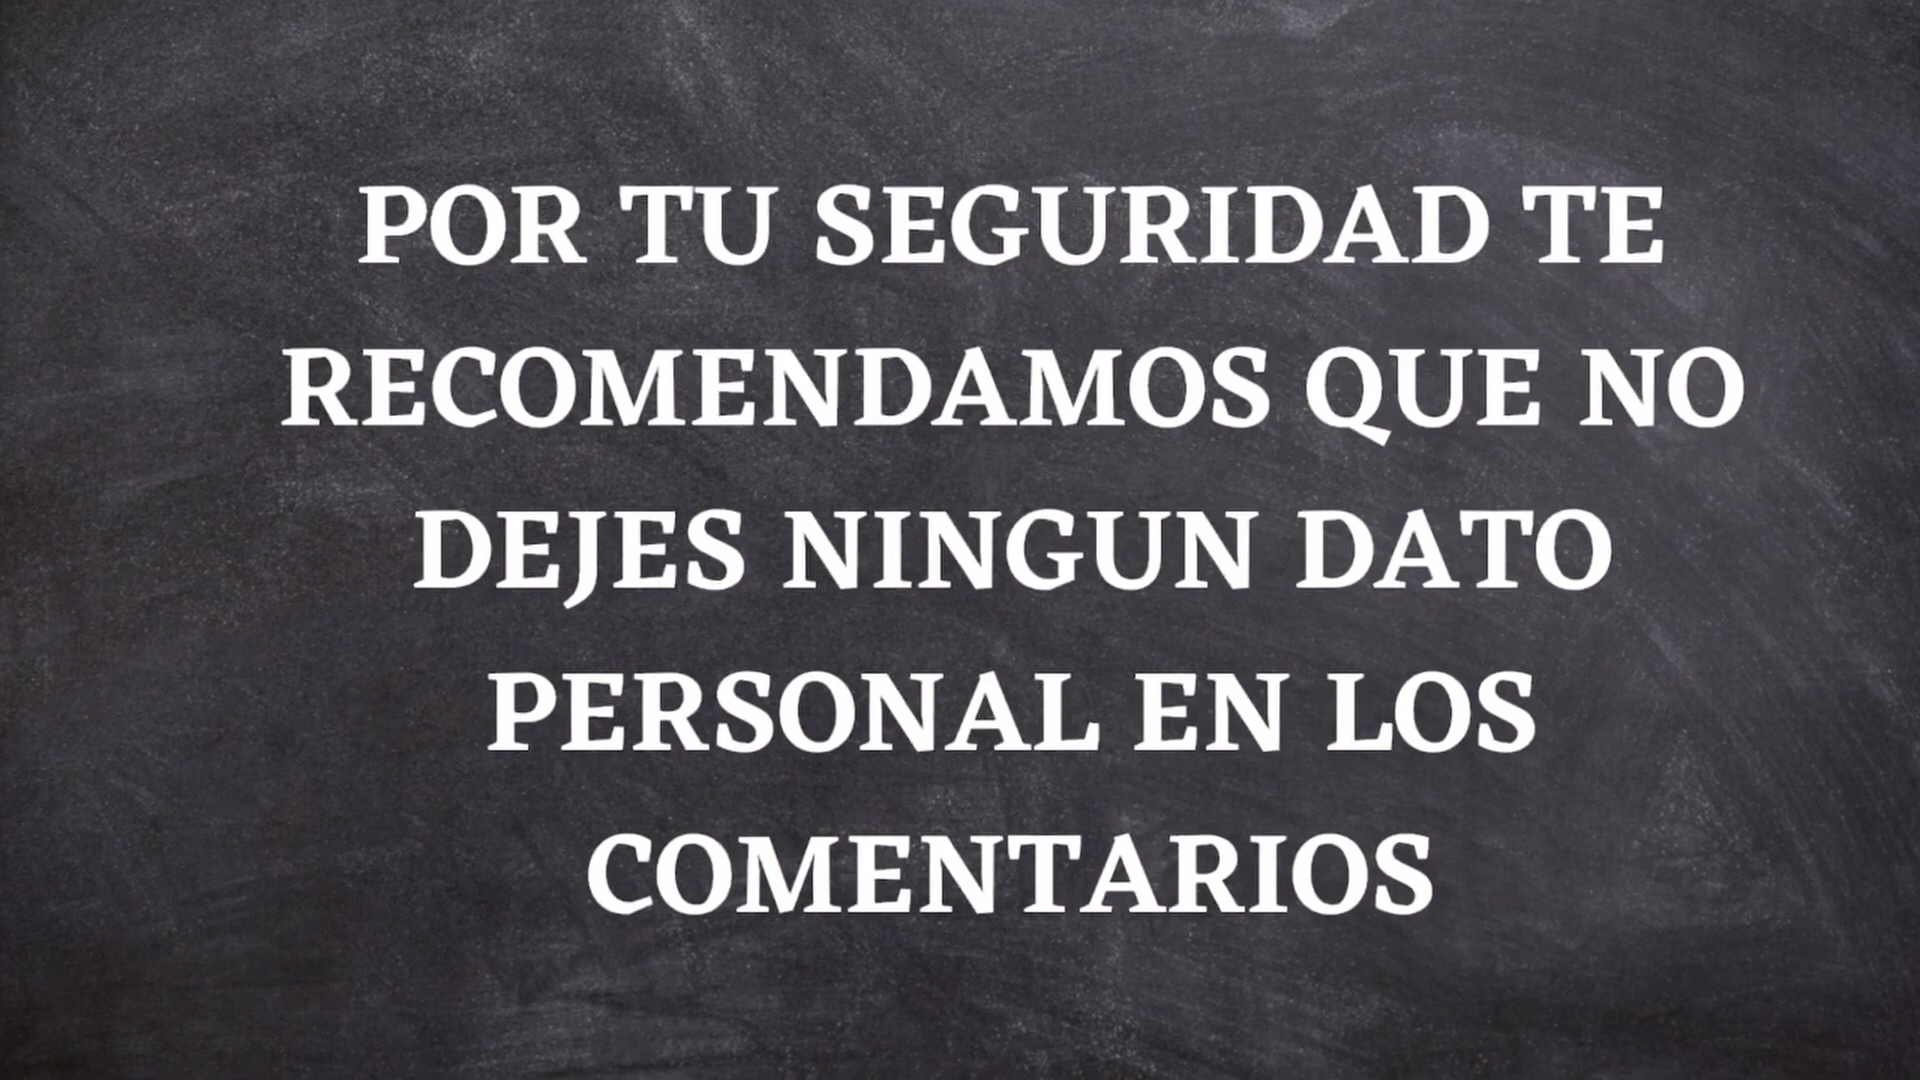 POR TU SEGURIDAD TE
RECOMENDAMOS QUE NO
DEJES NINGUN DATO
PERSONAL EN LOS
COMENTARIOS